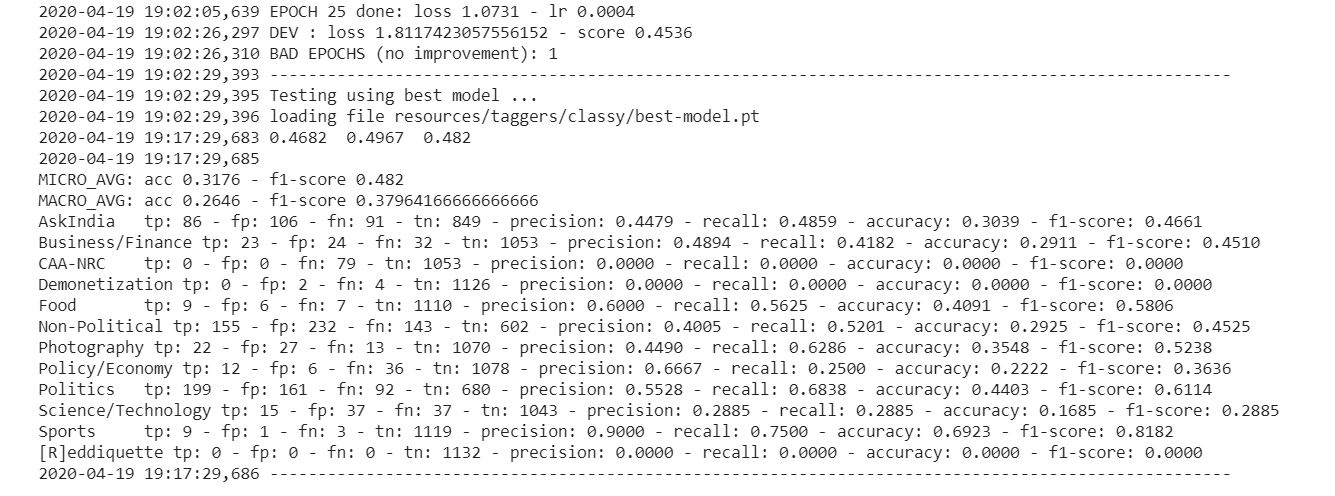 2020-04-19 19:02:05,639 EPOCH 25 done: loss 1.0731 - lr 0.0004
2020-04-19 19:02:26,297 DEV : loss 1.8117423057556152 - score 0.4536
2020-04-19 19:02:26,310 BAD EPOCHS (no improvement): 1
2020-04-19 19:02:29,393 ----------------------------------------------------------------------------------------------------
2020-04-19 19:02:29,395 Testing using best model ...
2020-04-19 19:02:29,396 loading file resources/taggers/classy/best-model.pt
2020-04-19 19:17:29,683 0.4682  0.4967  0.482
2020-04-19 19:17:29,685
MICRO_AVG: acc 0.3176 - f1-score 0.482
MACRO_AVG: acc 0.2646 - f1-score 0.37964166666666666
AskIndia   tp: 86 - fp: 106 - fn: 91 - tn: 849 - precision: 0.4479 - recall: 0.4859 - accuracy: 0.3039 - f1-score: 0.4661
Business/Finance tp: 23 - fp: 24 - fn: 32 - tn: 1053 - precision: 0.4894 - recall: 0.4182 - accuracy: 0.2911 - f1-score: 0.4510
CAA-NRC    tp: 0 - fp: 0 - fn: 79 - tn: 1053 - precision: 0.0000 - recall: 0.0000 - accuracy: 0.0000 - f1-score: 0.0000
Demonetization tp: 0 - fp: 2 - fn: 4 - tn: 1126 - precision: 0.0000 - recall: 0.0000 - accuracy: 0.0000 - f1-score: 0.0000
Food       tp: 9 - fp: 6 - fn: 7 - tn: 1110 - precision: 0.6000 - recall: 0.5625 - accuracy: 0.4091 - f1-score: 0.5806
Non-Political tp: 155 - fp: 232 - fn: 143 - tn: 602 - precision: 0.4005 - recall: 0.5201 - accuracy: 0.2925 - f1-score: 0.4525
Photography tp: 22 - fp: 27 - fn: 13 - tn: 1070 - precision: 0.4490 - recall: 0.6286 - accuracy: 0.3548 - f1-score: 0.5238
Policy/Economy tp: 12 - fp: 6 - fn: 36 - tn: 1078 - precision: 0.6667 - recall: 0.2500 - accuracy: 0.2222 - f1-score: 0.3636
Politics   tp: 199 - fp: 161 - fn: 92 - tn: 680 - precision: 0.5528 - recall: 0.6838 - accuracy: 0.4403 - f1-score: 0.6114
Science/Technology tp: 15 - fp: 37 - fn: 37 - tn: 1043 - precision: 0.2885 - recall: 0.2885 - accuracy: 0.1685 - f1-score: 0.2885
Sports     tp: 9 - fp: 1 - fn: 3 - tn: 1119 - precision: 0.9000 - recall: 0.7500 - accuracy: 0.6923 - f1-score: 0.8182
[R]eddiquette tp: 0 - fp: 0 - fn: 0 - tn: 1132 - precision: 0.0000 - recall: 0.0000 - accuracy: 0.0000 - f1-score: 0.0000
2020-04-19 19:17:29,686 ----------------------------------------------------------------------------------------------------